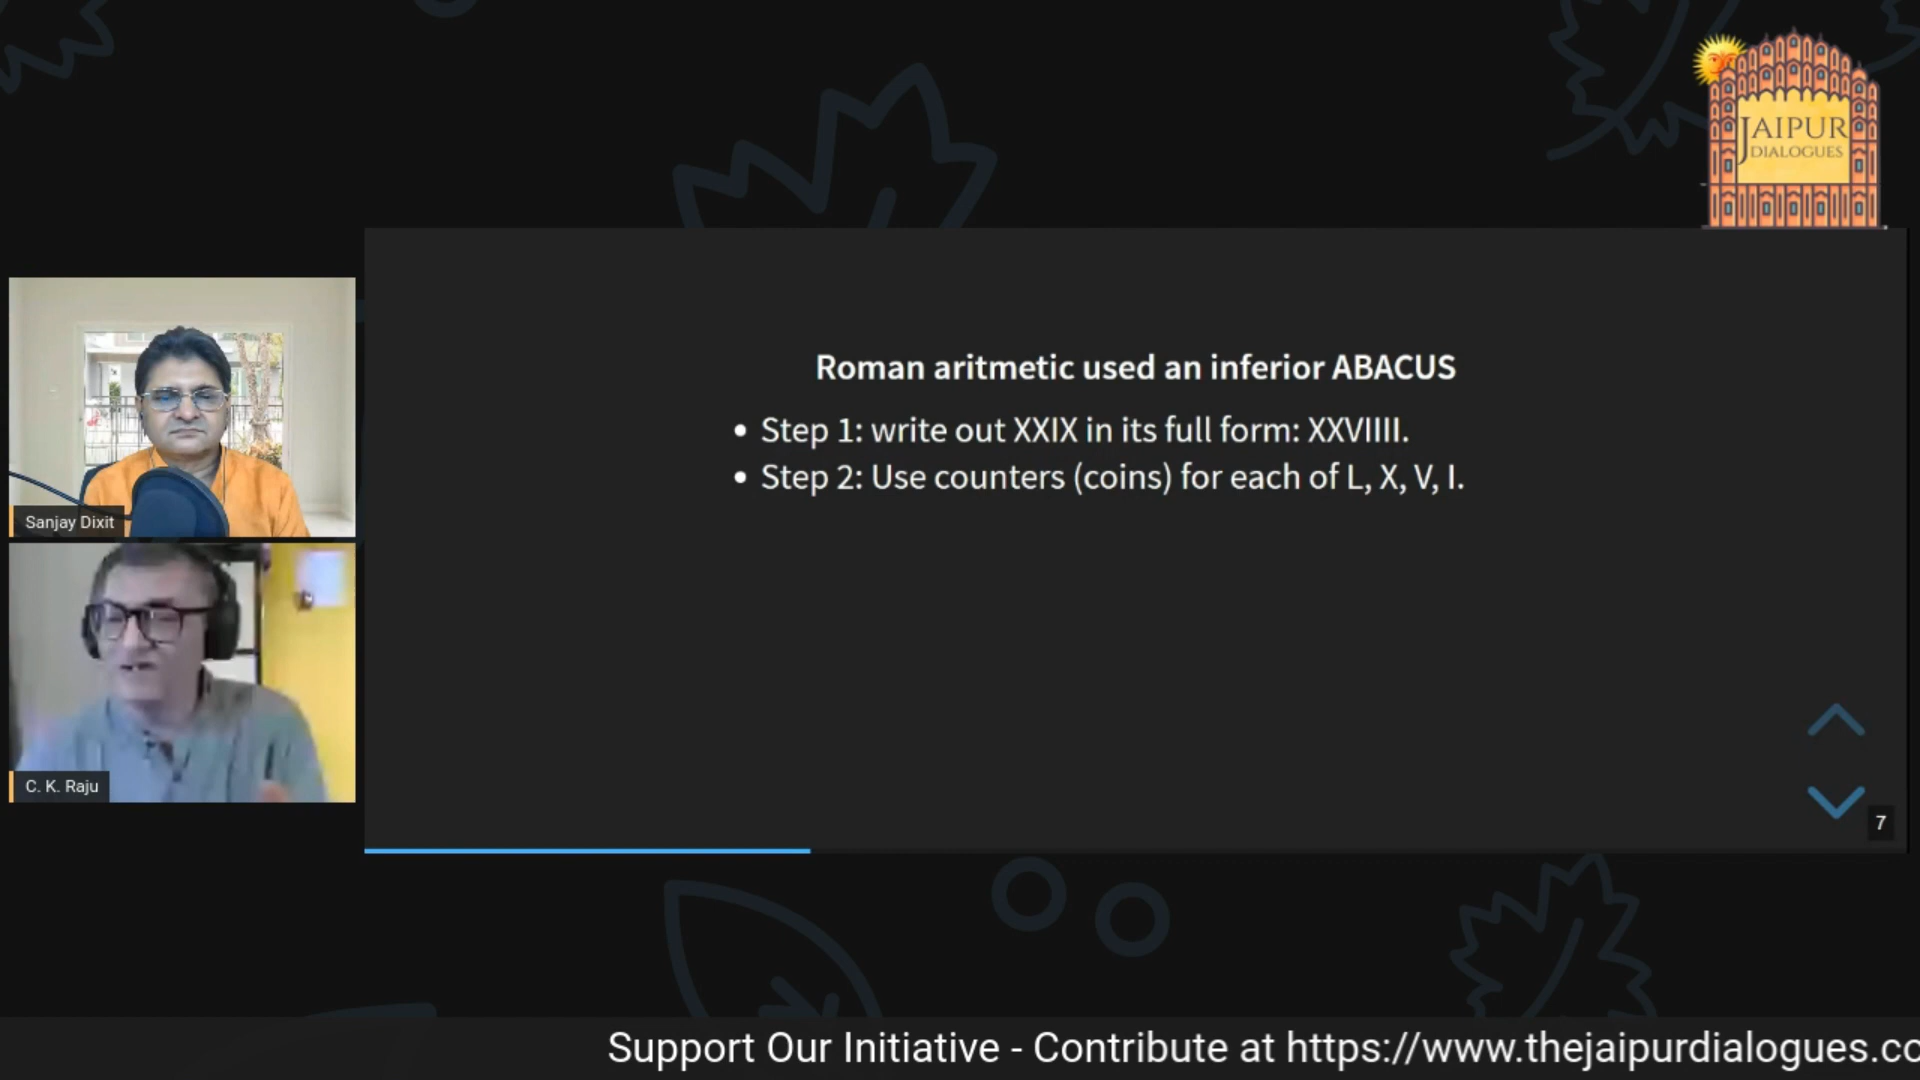 JAIPUR
DIALOGUES
Roman aritmetic used an inferior ABACUS
• Step 1: write out XXIX in its full form: XXVIIII.
• Step 2: Use counters (coins) for each of L, X, V, I.
Sanjay Dixit
C. K. Raju
7
Support Our Initiative - Contribute at https://www.thejaipurdialogues.co